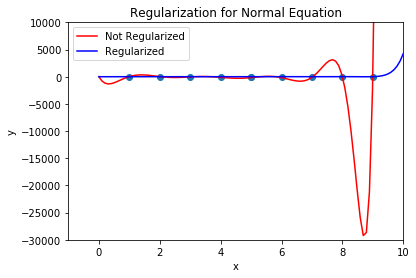 Regularization for Normal Equation
Not Regularized
Regularized
10000
5000
0
−5000
−10000
−15000
−20000
−25000
−30000
y
0 2 4 6 8 10
x